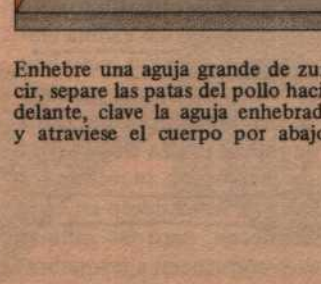 Enhebre una aguja grande de zur
cir, separe las patas del pollo haci
delante, clave la aguja enhebrad
y atraviese el cuerpo por abajo